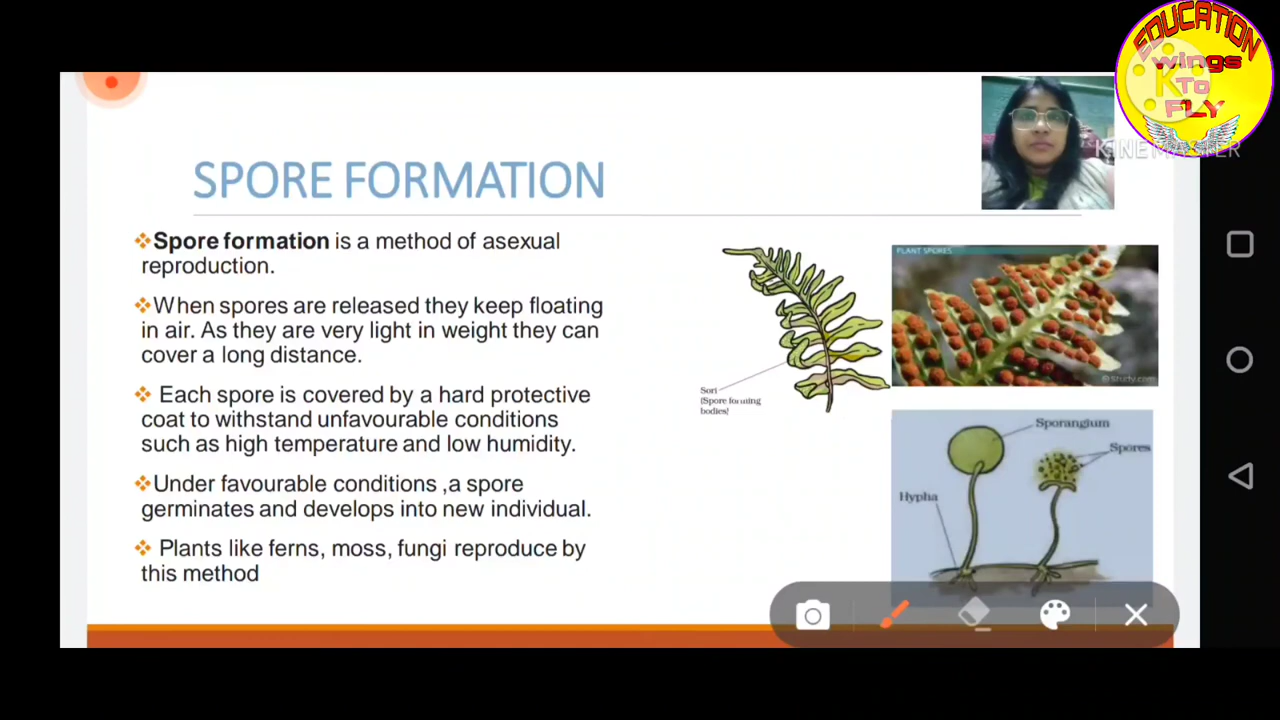 EDUCATION
wings
To
FLY
KINEMASTER
SPORE FORMATION
❖Spore formation is a method of asexual
reproduction.
❖When spores are released they keep floating
in air. As they are very light in weight they can
cover a long distance.
❖ Each spore is covered by a hard protective
coat to withstand unfavourable conditions
such as high temperature and low humidity.
❖Under favourable conditions ,a spore
germinates and develops into new individual.
❖ Plants like ferns, moss, fungi reproduce by
this method
Sori
(Spore forming
bodies)
PLANT SPORES
© Study.com
Sporangium
Spores
Hypha